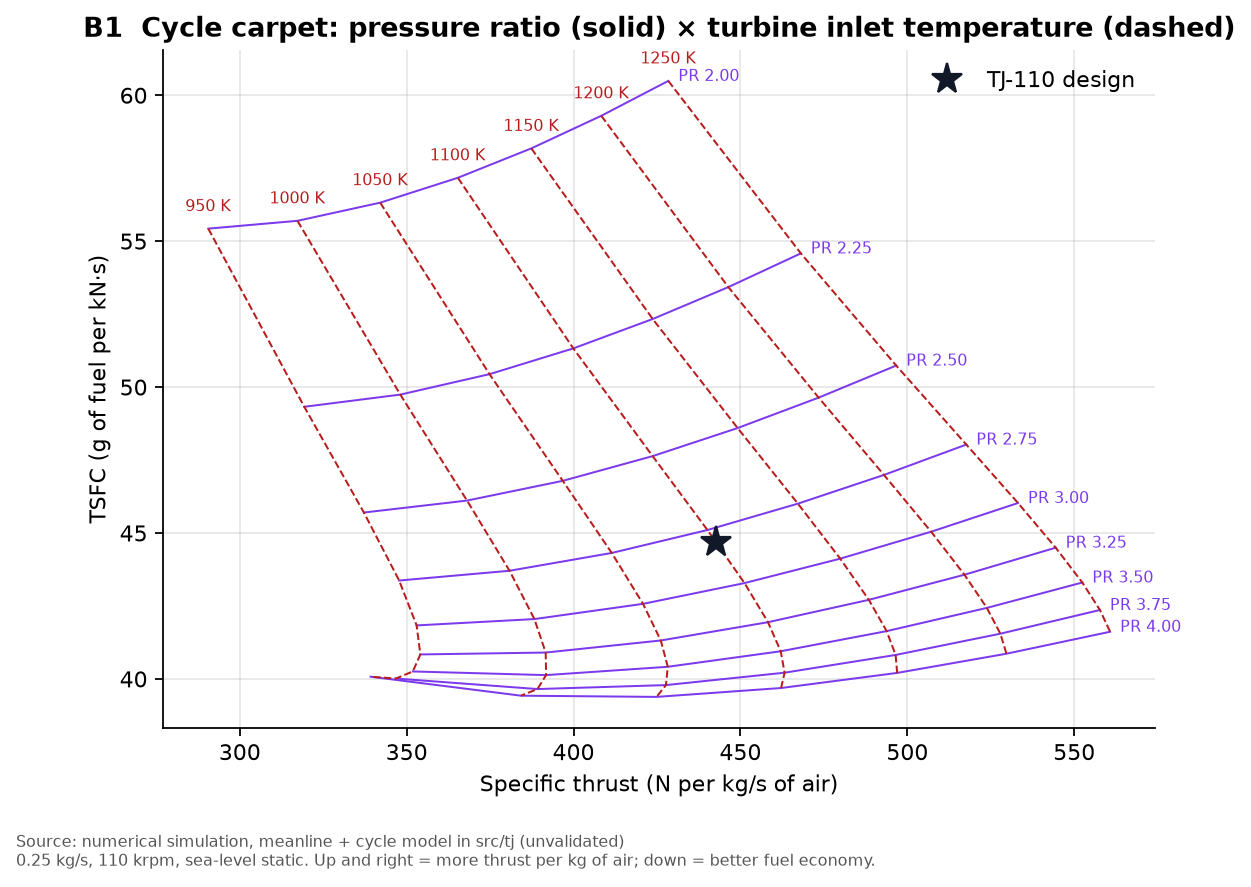 B1  Cycle carpet: pressure ratio (solid) × turbine inlet temperature (dashed)
TJ-110 design
1250 K
PR 2.00
1200 K
1150 K
1100 K
1050 K
1000 K
950 K
PR 2.25
PR 2.50
PR 2.75
PR 3.00
PR 3.25
PR 3.50
PR 3.75
PR 4.00
60
55
50
45
40
TSFC (g of fuel per kN·s)
300
350
400
450
500
550
Specific thrust (N per kg/s of air)
Source: numerical simulation, meanline + cycle model in src/tj (unvalidated)
0.25 kg/s, 110 krpm, sea-level static. Up and right = more thrust per kg of air; down = better fuel economy.